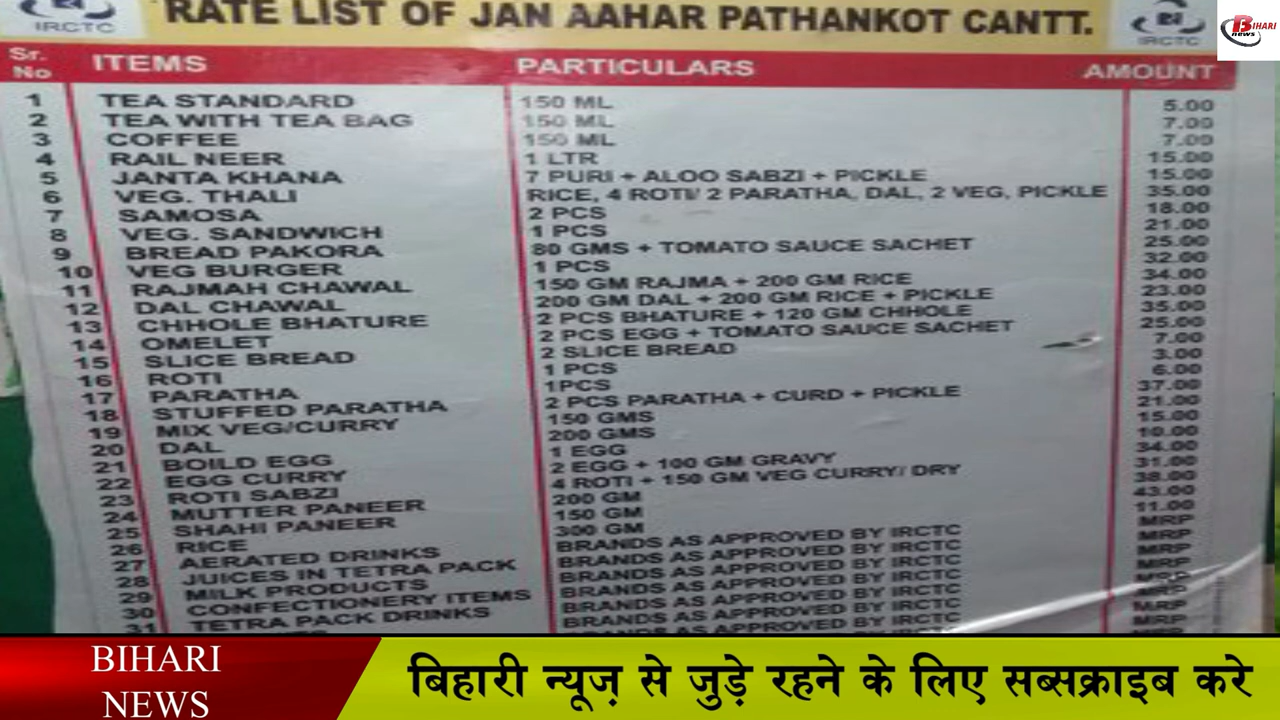 IRCTC
RATE LIST OF JAN AAHAR PATHANKOT CANTT.
IRCTC
BIHARI
news
Sr. No ITEMS PARTICULARS AMOUNT
1 TEA STANDARD 150 ML 5.00
2 TEA WITH TEA BAG 150 ML 7.00
3 COFFEE 150 ML 7.00
4 RAIL NEER 1 LTR 15.00
5 JANTA KHANA 7 PURI + ALOO SABZI + PICKLE 15.00
6 VEG. THALI RICE, 4 ROTI/ 2 PARATHA, DAL, 2 VEG, PICKLE 35.00
7 SAMOSA 2 PCS 18.00
8 VEG. SANDWICH 1 PCS 21.00
9 BREAD PAKORA 80 GMS + TOMATO SAUCE SACHET 25.00
10 VEG BURGER 1 PCS 32.00
11 RAJMAH CHAWAL 150 GM RAJMA + 200 GM RICE 34.00
12 DAL CHAWAL 200 GM DAL + 200 GM RICE + PICKLE 23.00
13 CHHOLE BHATURE 2 PCS BHATURE + 120 GM CHHOLE 35.00
14 OMELET 2 PCS EGG + TOMATO SAUCE SACHET 25.00
15 SLICE BREAD 2 SLICE BREAD 7.00
16 ROTI 1 PCS 3.00
17 PARATHA 1PCS 6.00
18 STUFFED PARATHA 2 PCS PARATHA + CURD + PICKLE 37.00
19 MIX VEG/CURRY 150 GMS 21.00
20 DAL 200 GMS 15.00
21 BOILD EGG 1 EGG 10.00
22 EGG CURRY 2 EGG + 100 GM GRAVY 34.00
23 ROTI SABZI 4 ROTI + 150 GM VEG CURRY/ DRY 31.00
24 MUTTER PANEER 200 GM 38.00
25 SHAHI PANEER 150 GM 43.00
26 RICE 300 GM 11.00
27 AERATED DRINKS BRANDS AS APPROVED BY IRCTC MRP
28 JUICES IN TETRA PACK BRANDS AS APPROVED BY IRCTC MRP
29 MILK PRODUCTS BRANDS AS APPROVED BY IRCTC MRP
30 CONFECTIONERY ITEMS BRANDS AS APPROVED BY IRCTC MRP
31 TETRA PACK DRINKS BRANDS AS APPROVED BY IRCTC MRP
BIHARI
NEWS
बिहारी न्यूज़ से जुड़े रहने के लिए सब्सक्राइब करे